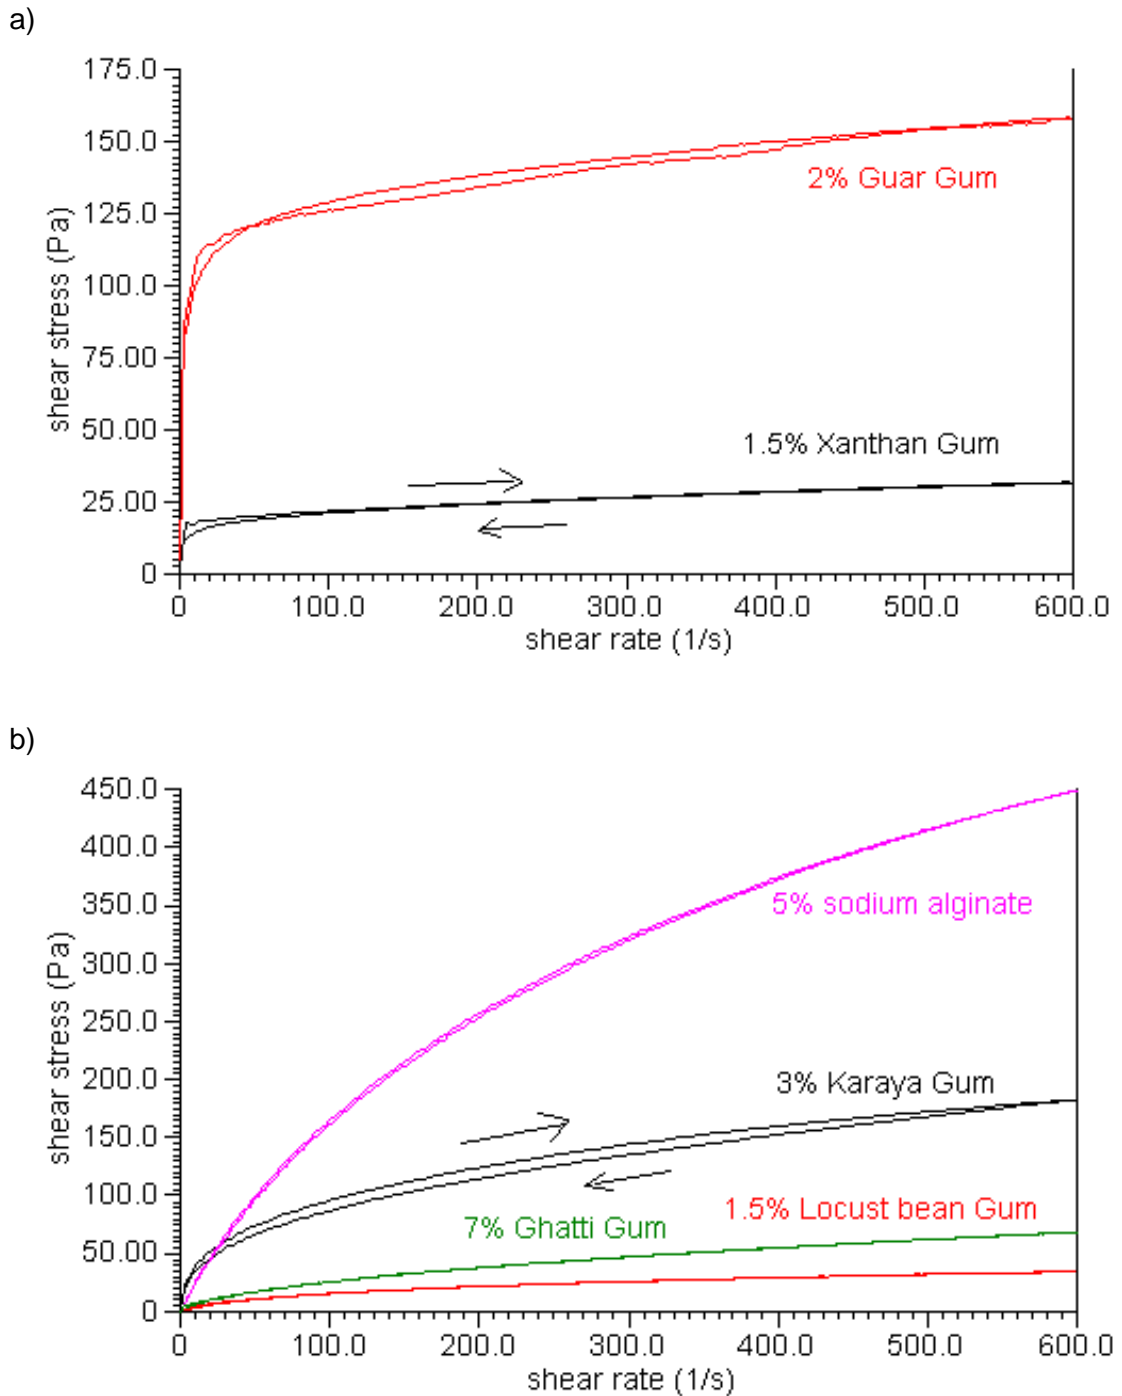 a)
175.0
150.0
125.0
100.0
75.00
50.00
25.00
0
shear stress (Pa)
2% Guar Gum
1.5% Xanthan Gum
0 100.0 200.0 300.0 400.0 500.0 600.0
shear rate (1/s)
b)
450.0
400.0
350.0
300.0
250.0
200.0
150.0
100.0
50.00
0
shear stress (Pa)
5% sodium alginate
3% Karaya Gum
1.5% Locust bean Gum
7% Ghatti Gum
0 100.0 200.0 300.0 400.0 500.0 600.0
shear rate (1/s)